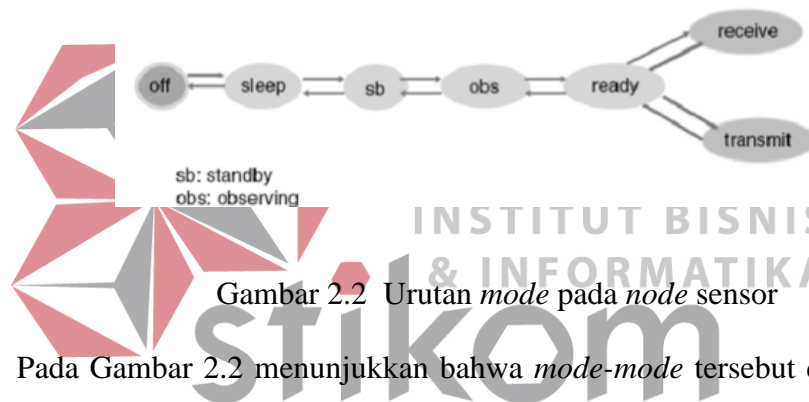 receive
off sleep sb obs ready
transmit
sb: standby
obs: observing
INSTITUT BISNIS
& INFORMATIKA
stikom
Gambar 2.2 Urutan mode pada node sensor
Pada Gambar 2.2 menunjukkan bahwa mode-mode tersebut